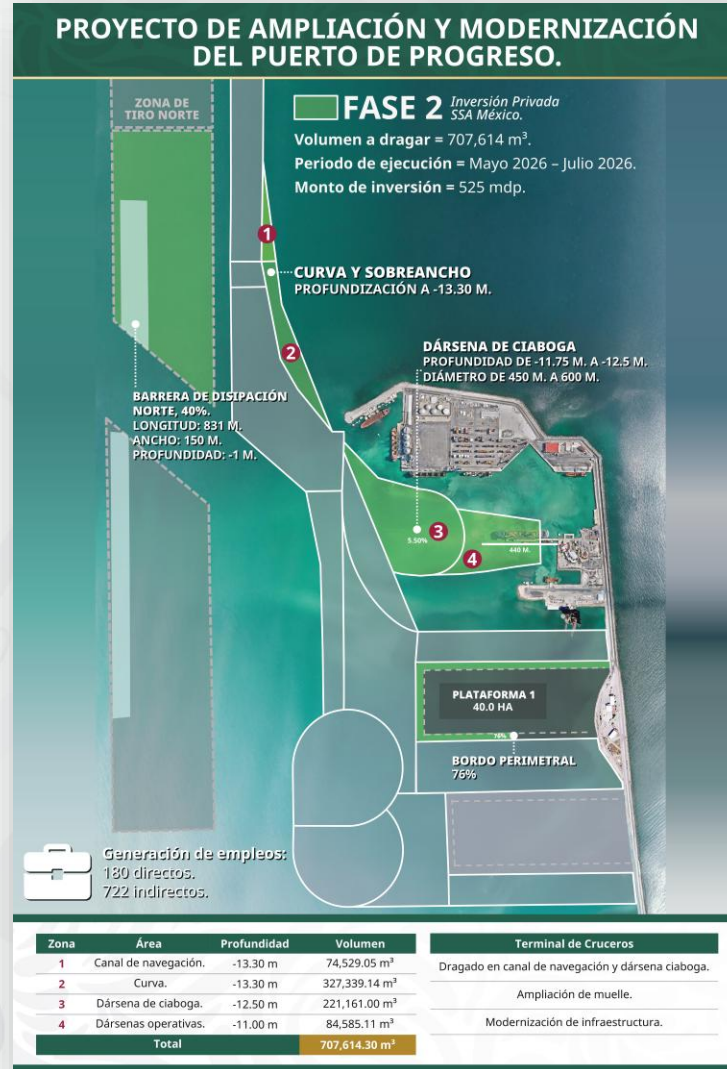 PROYECTO DE AMPLIACIÓN Y MODERNIZACIÓN
DEL PUERTO DE PROGRESO.
ZONA DE
TIRO NORTE
FASE 2 Inversión Privada
SSA México.
Volumen a dragar = 707,614 m³.
Periodo de ejecución = Mayo 2026 – Julio 2026.
Monto de inversión = 525 mdp.
1
CURVA Y SOBREANCHO
PROFUNDIZACIÓN A -13.30 M.
2
DÁRSENA DE CIABOGA
PROFUNDIDAD DE -11.75 M. A -12.5 M.
DIÁMETRO DE 450 M. A 600 M.
BARRERA DE DISIPACIÓN
NORTE, 40%.
LONGITUD: 831 M.
ANCHO: 150 M.
PROFUNDIDAD: -1 M.
5.50%
3
4
440 M.
PLATAFORMA 1
40.0 HA
76%
BORDO PERIMETRAL
76%
Generación de empleos:
180 directos.
722 indirectos.
Zona Área Profundidad Volumen
1 Canal de navegación. -13.30 m 74,529.05 m³
2 Curva. -13.30 m 327,339.14 m³
3 Dársena de ciaboga. -12.50 m 221,161.00 m³
4 Dársenas operativas. -11.00 m 84,585.11 m³
Total 707,614.30 m³
Terminal de Cruceros
Dragado en canal de navegación y dársena ciaboga.
Ampliación de muelle.
Modernización de infraestructura.